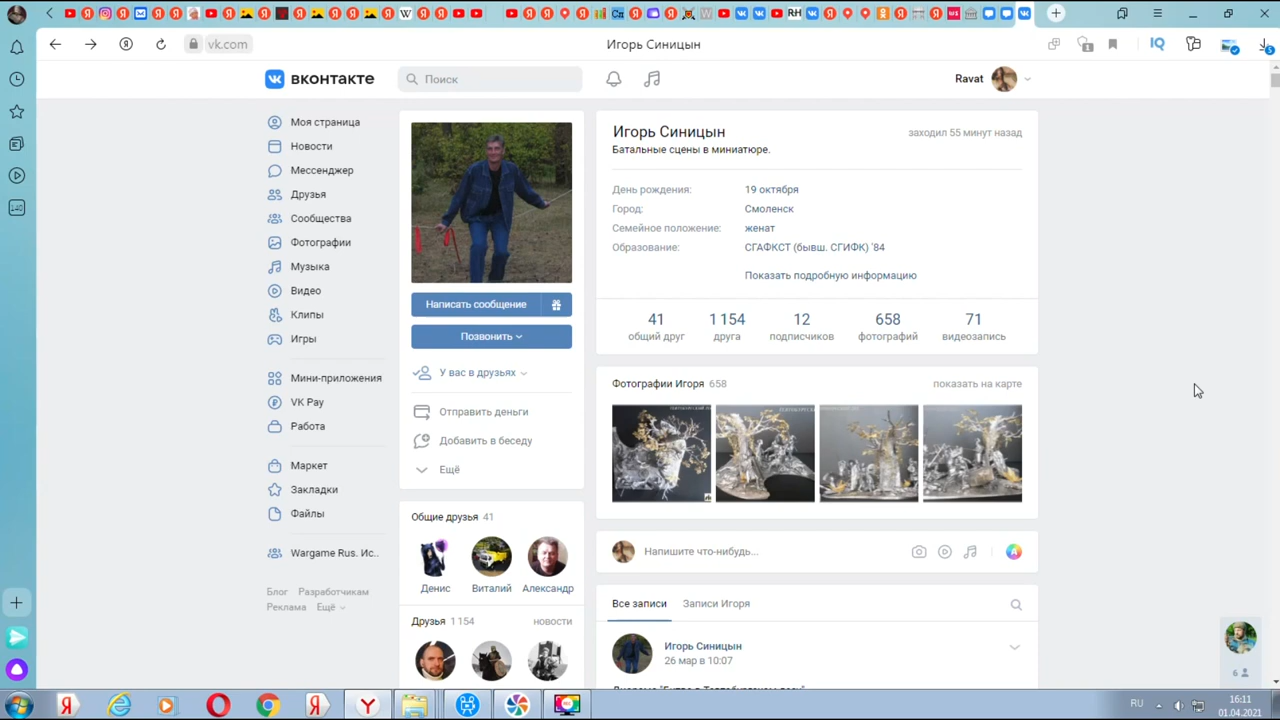 vk.com
Игорь Синицын
вконтакте
Поиск
Ravat
Моя страница
Новости
Мессенджер
Друзья
Сообщества
Фотографии
Музыка
Видео
Клипы
Игры
Мини-приложения
VK Pay
Работа
Маркет
Закладки
Файлы
Wargame Rus. Ис..
Блог Разработчикам
Реклама Ещё
Написать сообщение
Позвонить
У вас в друзьях
Отправить деньги
Добавить в беседу
Ещё
Общие друзья 41
Денис Виталий Александр
Друзья 1 154 новости
Игорь Синицын заходил 55 минут назад
Батальные сцены в миниатюре.
День рождения: 19 октября
Город: Смоленск
Семейное положение: женат
Образование: СГАФКСТ (бывш. СГИФК) '84
Показать подробную информацию
41 1 154 12 658 71
общий друг друга подписчиков фотографий видеозапись
Фотографии Игоря 658 показать на карте
Напишите что-нибудь...
Все записи Записи Игоря
Игорь Синицын
26 мар в 10:07
6
RU 16:11
01.04.2021